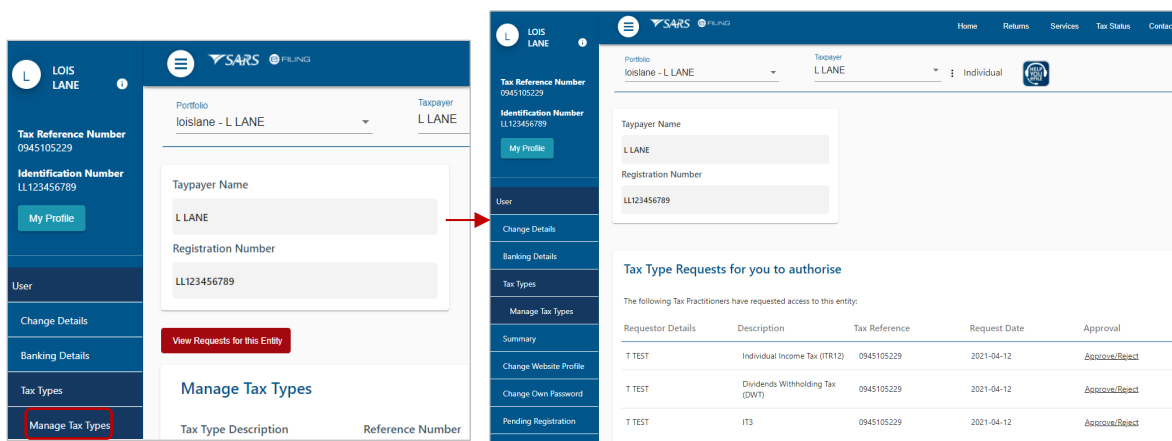 L
LOIS
LANE
Tax Reference Number
0945105229
Identification Number
LL123456789
My Profile
User
Change Details
Banking Details
Tax Types
Manage Tax Types
SARS eFILING
Portfolio
loislane - L LANE
Taxpayer
L LANE
Taypayer Name
L LANE
Registration Number
LL123456789
View Requests for this Entity
Manage Tax Types
Tax Type Description Reference Number
L
LOIS
LANE
Tax Reference Number
0945105229
Identification Number
LL123456789
My Profile
User
Change Details
Banking Details
Tax Types
Manage Tax Types
Summary
Change Website Profile
Change Own Password
Pending Registration
SARS eFILING
Home Returns Services Tax Status Contac
Portfolio
loislane - L LANE
Taxpayer
L LANE
Individual
HELP
YOU
eFILE
Taypayer Name
L LANE
Registration Number
LL123456789
Tax Type Requests for you to authorise
The following Tax Practitioners have requested access to this entity:
Requestor Details Description Tax Reference Request Date Approval
T TEST Individual Income Tax (ITR12) 0945105229 2021-04-12 Approve/Reject
T TEST Dividends Withholding Tax (DWT) 0945105229 2021-04-12 Approve/Reject
T TEST IT3 0945105229 2021-04-12 Approve/Reject